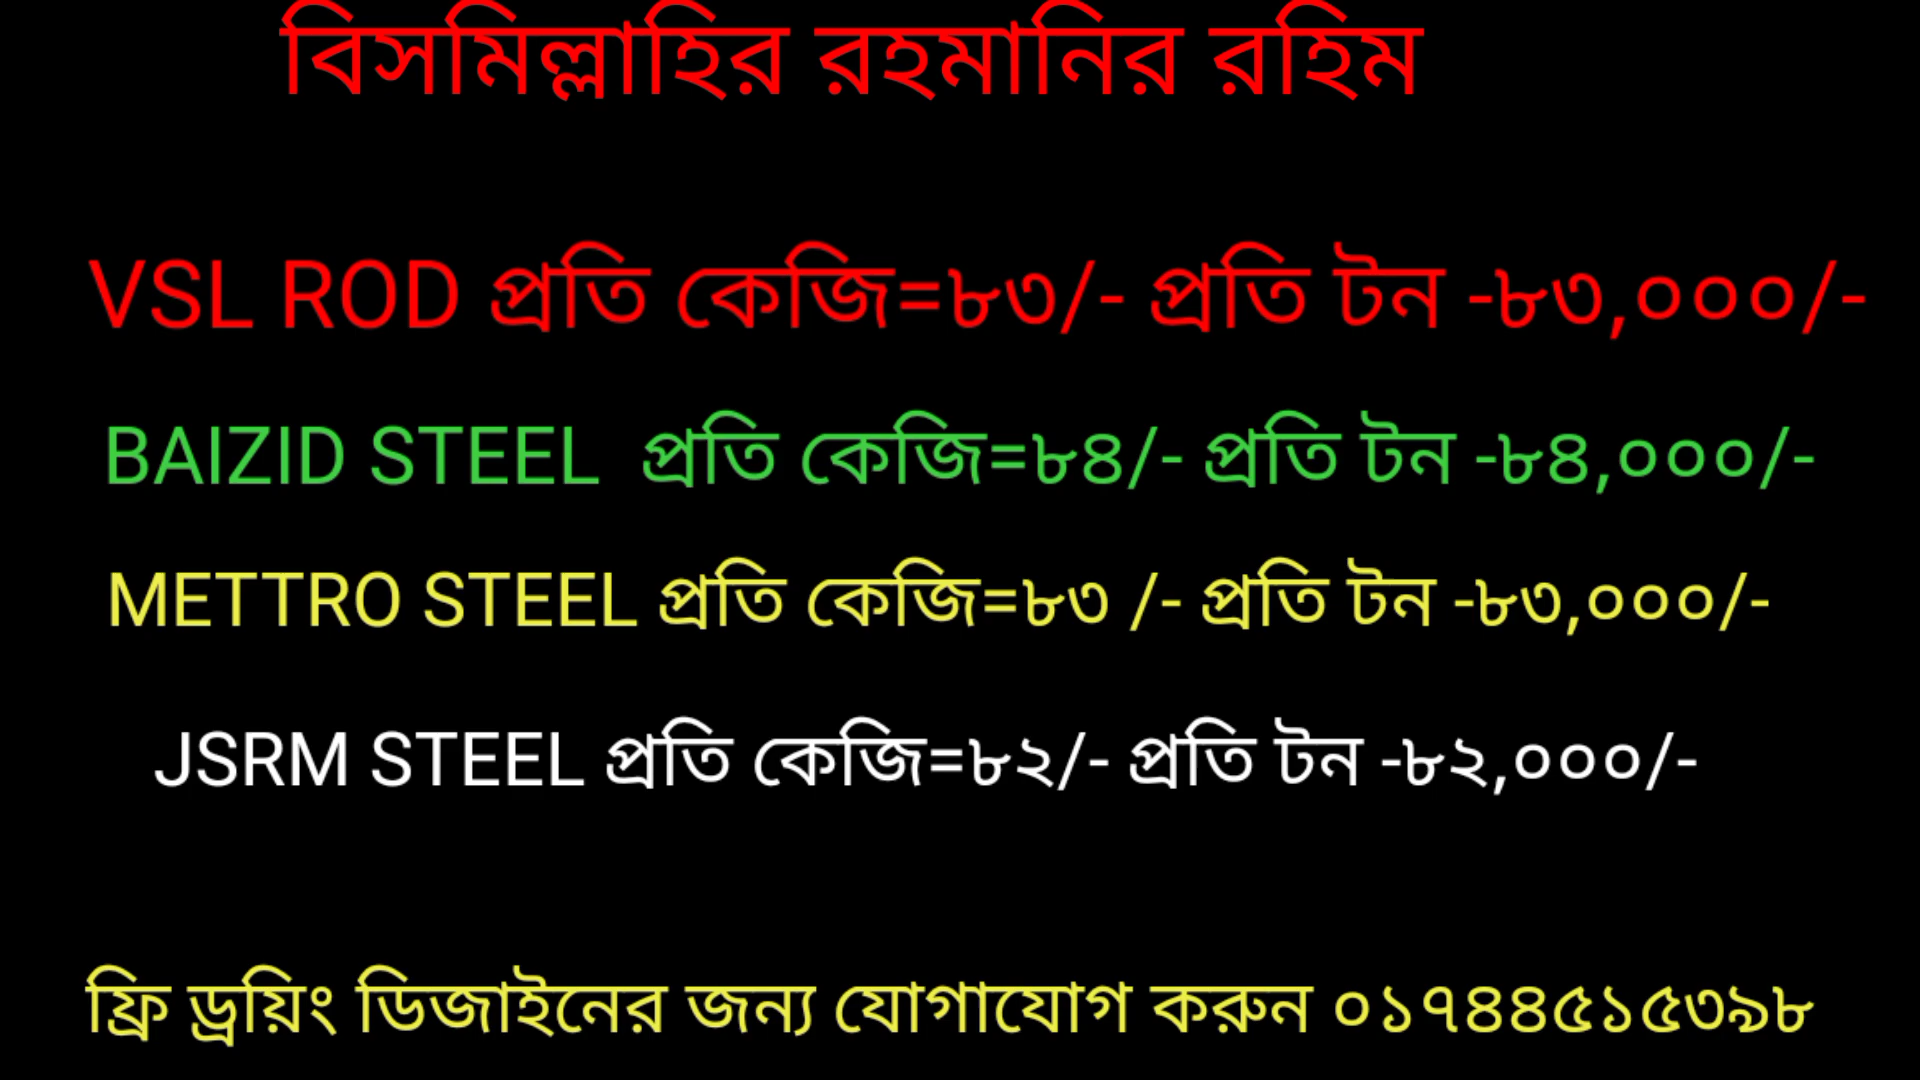 বিসমিল্লাহির রহমানির রহিম
VSL ROD প্রতি কেজি=৮৩/- প্রতি টন -৮৩,০০০/-
BAIZID STEEL প্রতি কেজি=৮৪/- প্রতি টন -৮৪,০০০/-
METTRO STEEL প্রতি কেজি=৮৩ /- প্রতি টন -৮৩,০০০/-
JSRM STEEL প্রতি কেজি=৮২/- প্রতি টন -৮২,০০০/-
ফ্রি ড্রয়িং ডিজাইনের জন্য যোগাযোগ করুন ০১৭৪৪৫১৫৩৯৮